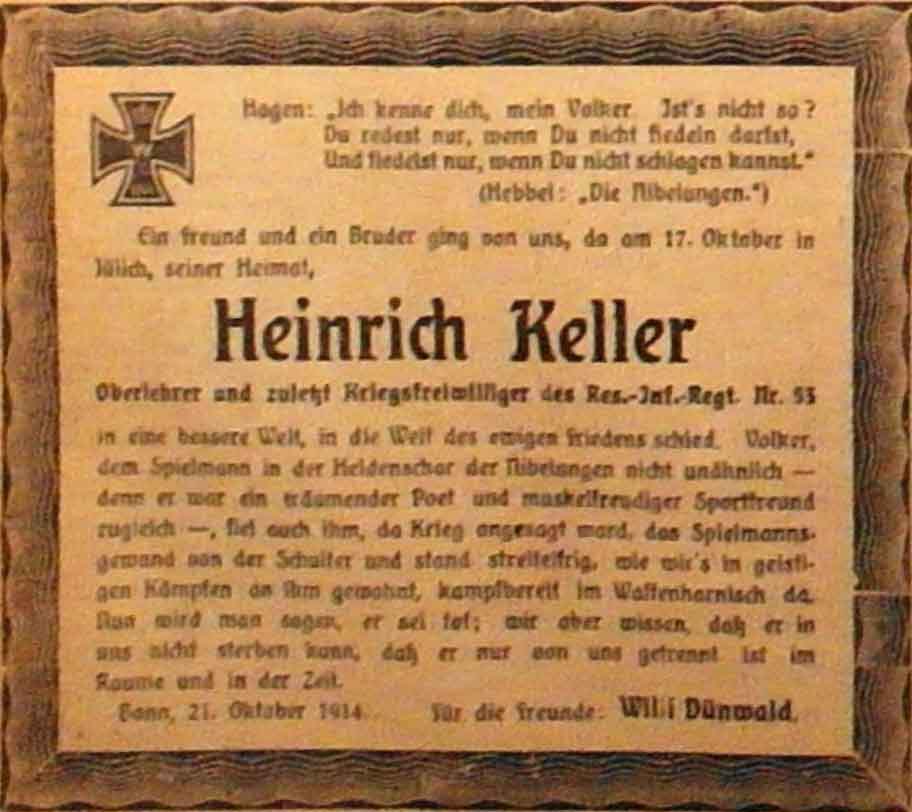 Hagen: „Ich kenne dich, mein Volker. Ist's nicht so?
Du redest nur, wenn Du nicht fiedeln darfst,
Und fiedelst nur, wenn Du nicht schlagen kannst.“
(Hebbel: „Die Nibelungen.“)
Ein Freund und ein Bruder ging von uns, da am 17. Oktober in
Jülich, seiner Heimat,
Heinrich Keller
Oberlehrer und zuletzt Kriegsfreiwilliger des Res.-Inf.-Regt. Nr. 53
in eine bessere Welt, in die Welt des ewigen Friedens schied. Volker,
dem Spielmann in der Heldenschar der Nibelungen nicht unähnlich —
denn er war ein träumender Poet und muskelfreudiger Sportfreund
zugleich —, fiel auch ihm, da Krieg angesagt ward, das Spielmanns-
gewand von der Schulter und stand streiteifrig, wie wir's in geisti-
gen Kämpfen an ihm gewohnt, kampfbereit im Waffenharnisch da.
Nun wird man sagen, er sei tot; wir aber wissen, daß er in
uns nicht sterben kann, daß er nur von uns getrennt ist im
Raume und in der Zeit.
Bonn, 21. Oktober 1914. Für die Freunde: Willi Dünwald.